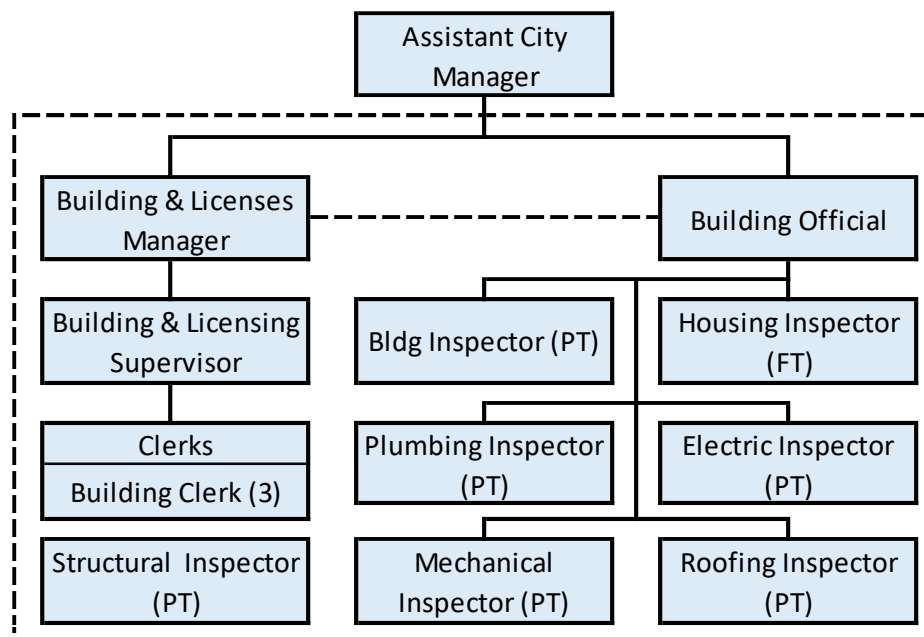 Assistant City
Manager
Building & Licenses
Manager
Building Official
Building & Licensing
Supervisor
Bldg Inspector (PT)
Housing Inspector
(FT)
Clerks
Building Clerk (3)
Plumbing Inspector
(PT)
Electric Inspector
(PT)
Structural Inspector
(PT)
Mechanical
Inspector (PT)
Roofing Inspector
(PT)